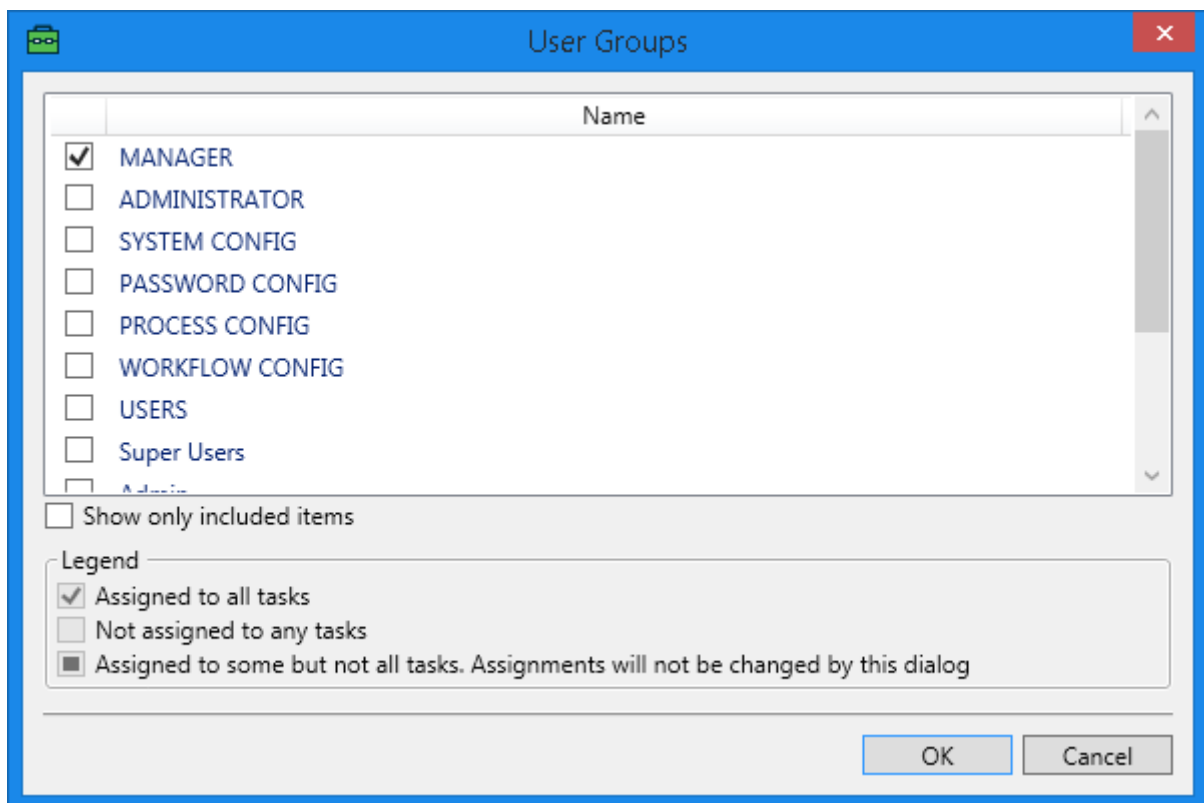 User Groups
Name
MANAGER
ADMINISTRATOR
SYSTEM CONFIG
PASSWORD CONFIG
PROCESS CONFIG
WORKFLOW CONFIG
USERS
Super Users
Admin
Show only included items
Legend
Assigned to all tasks
Not assigned to any tasks
Assigned to some but not all tasks. Assignments will not be changed by this dialog
OK Cancel